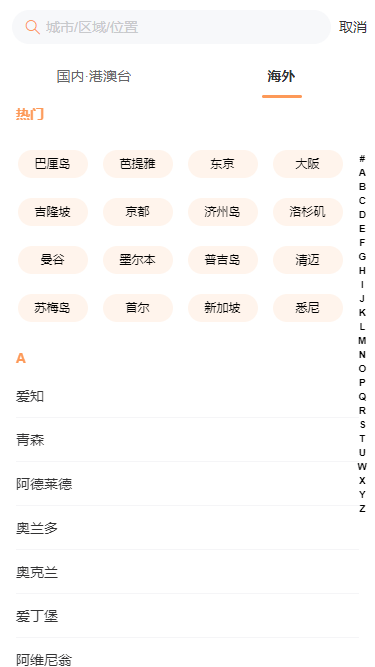 城市/区域/位置 取消
国内·港澳台 海外
热门
巴厘岛 芭提雅 东京 大阪
吉隆坡 京都 济州岛 洛杉矶
曼谷 墨尔本 普吉岛 清迈
苏梅岛 首尔 新加坡 悉尼
A
爱知
青森
阿德莱德
奥兰多
奥克兰
爱丁堡
阿维尼翁
#
A
B
C
D
E
F
G
H
I
J
K
L
M
N
O
P
Q
R
S
T
U
W
X
Y
Z